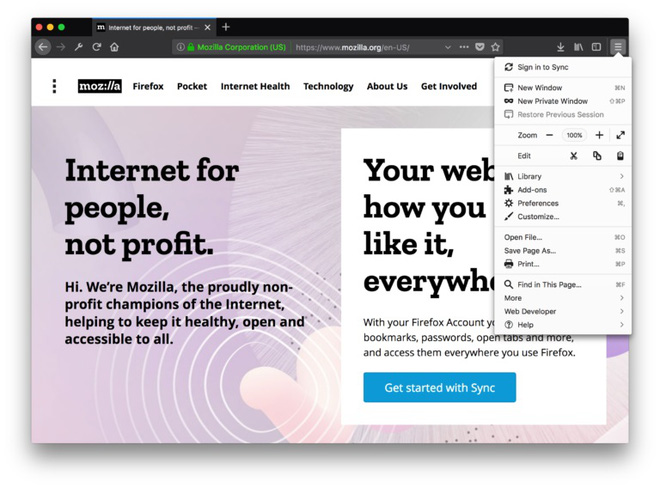 Internet for people, not profit —
Mozilla Corporation (US)
https://www.mozilla.org/en-US/
moz://a
Firefox
Pocket
Internet Health
Technology
About Us
Get Involved
Internet for
people,
not profit.
Hi. We're Mozilla, the proudly non-
profit champions of the Internet,
helping to keep it healthy, open and
accessible to all.
Your web
how you
like it,
everywhe
With your Firefox Account yo
bookmarks, passwords, open tabs and more,
and access them everywhere you use Firefox.
Get started with Sync
Sign in to Sync
New Window ⌘N
New Private Window ⇧⌘P
Restore Previous Session
Zoom − 100% +
Edit
Library
Add-ons ⇧⌘A
Preferences ⌘,
Customize...
Open File... ⌘O
Save Page As... ⌘S
Print... ⌘P
Find in This Page... ⌘F
More
Web Developer
Help